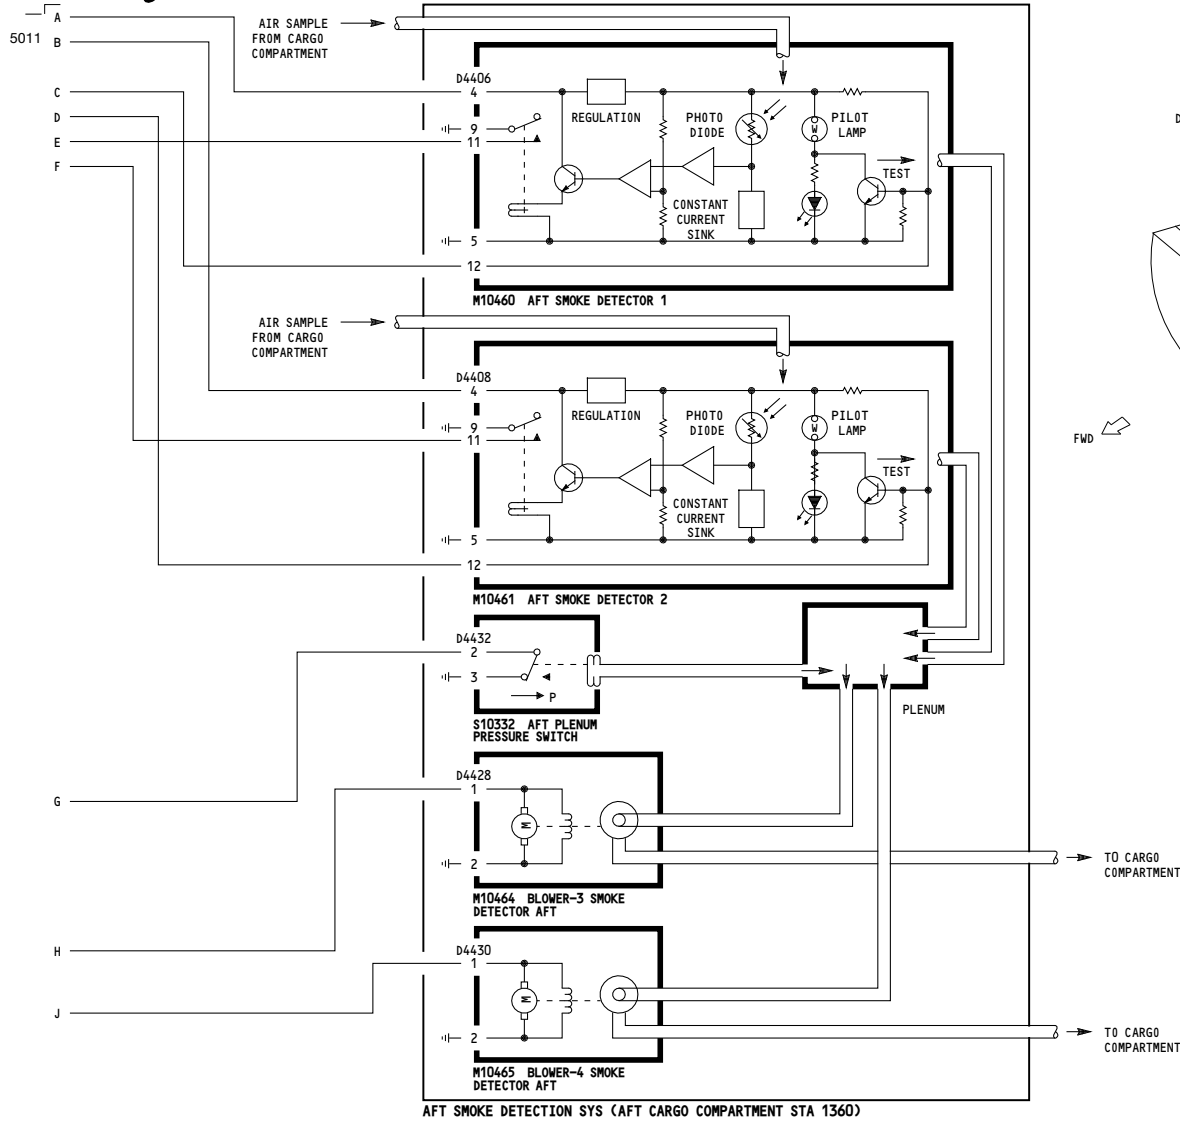 A
5011 B
C
D
E
F
G
H
J
AIR SAMPLE
FROM CARGO
COMPARTMENT
D4406
4
9
11
5
12
REGULATION
PHOTO
DIODE
W
PILOT
LAMP
TEST
CONSTANT
CURRENT
SINK
M10460 AFT SMOKE DETECTOR 1
AIR SAMPLE
FROM CARGO
COMPARTMENT
D4408
4
9
11
5
12
REGULATION
PHOTO
DIODE
W
PILOT
LAMP
TEST
CONSTANT
CURRENT
SINK
M10461 AFT SMOKE DETECTOR 2
D4432
2
3
P
S10332 AFT PLENUM
PRESSURE SWITCH
PLENUM
D4428
1
M
2
M10464 BLOWER-3 SMOKE
DETECTOR AFT
TO CARGO
COMPARTMENT
D4430
1
M
2
M10465 BLOWER-4 SMOKE
DETECTOR AFT
TO CARGO
COMPARTMENT
AFT SMOKE DETECTION SYS (AFT CARGO COMPARTMENT STA 1360)
FWD